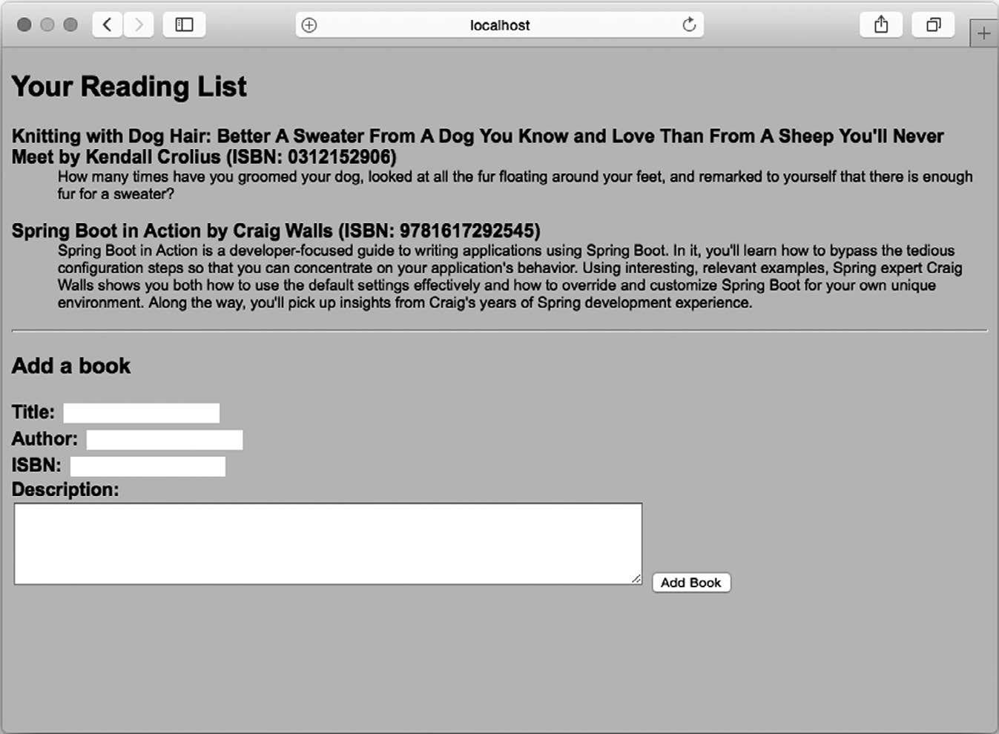 localhost
Your Reading List
Knitting with Dog Hair: Better A Sweater From A Dog You Know and Love Than From A Sheep You'll Never
Meet by Kendall Crolius (ISBN: 0312152906)
How many times have you groomed your dog, looked at all the fur floating around your feet, and remarked to yourself that there is enough
fur for a sweater?
Spring Boot in Action by Craig Walls (ISBN: 9781617292545)
Spring Boot in Action is a developer-focused guide to writing applications using Spring Boot. In it, you'll learn how to bypass the tedious
configuration steps so that you can concentrate on your application's behavior. Using interesting, relevant examples, Spring expert Craig
Walls shows you both how to use the default settings effectively and how to override and customize Spring Boot for your own unique
environment. Along the way, you'll pick up insights from Craig's years of Spring development experience.
Add a book
Title:
Author:
ISBN:
Description:
Add Book